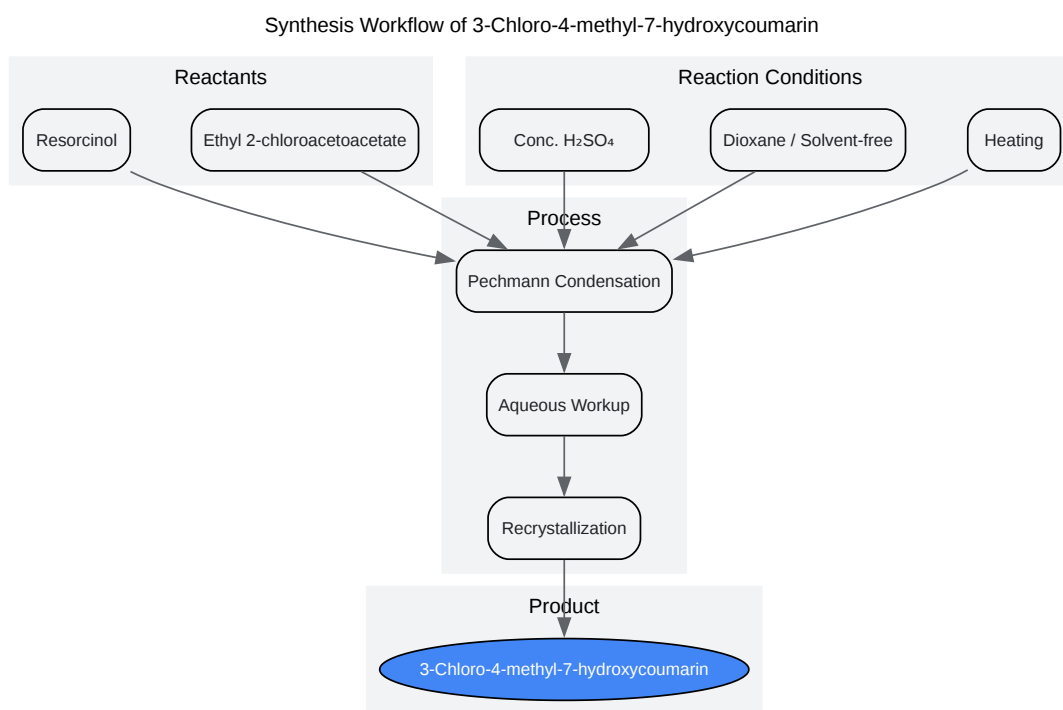 Synthesis Workflow of 3-Chloro-4-methyl-7-hydroxycoumarin
Reactants
Reaction Conditions
Resorcinol
Ethyl 2-chloroacetoacetate
Conc. H₂SO₄
Dioxane / Solvent-free
Heating
Process
Pechmann Condensation
Aqueous Workup
Recrystallization
Product
3-Chloro-4-methyl-7-hydroxycoumarin